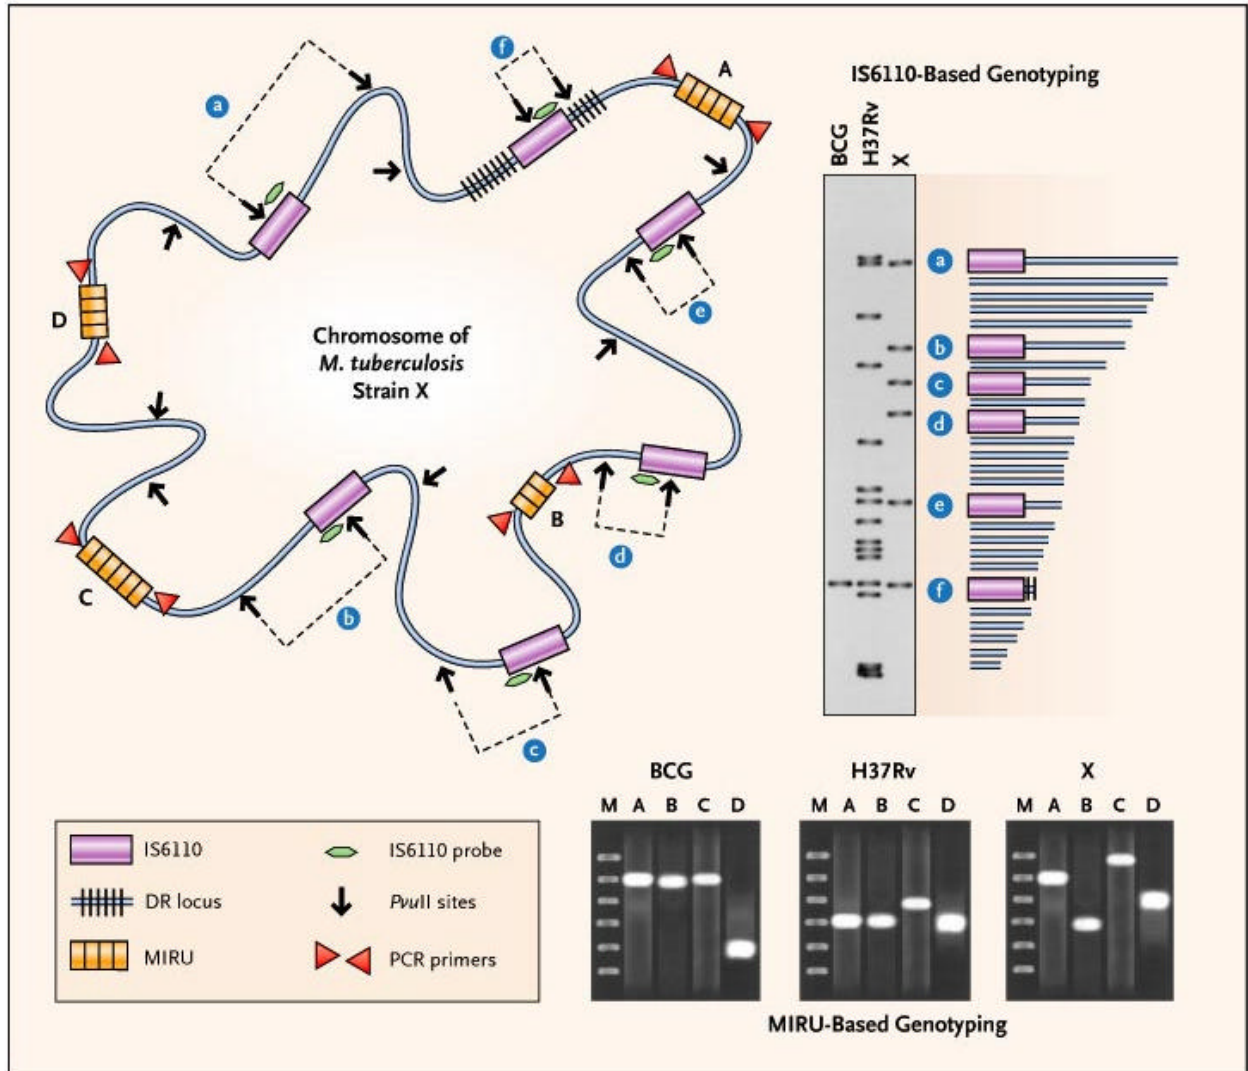 a
f
A
IS6110-Based Genotyping
BCG
H37Rv
X
e
D
Chromosome of
M. tuberculosis
Strain X
a
b
c
d
e
f
B
C
d
b
c
BCG
H37Rv
X
M A B C D
M A B C D
M A B C D
MIRU-Based Genotyping
IS6110
IS6110 probe
DR locus
PvuII sites
MIRU
PCR primers